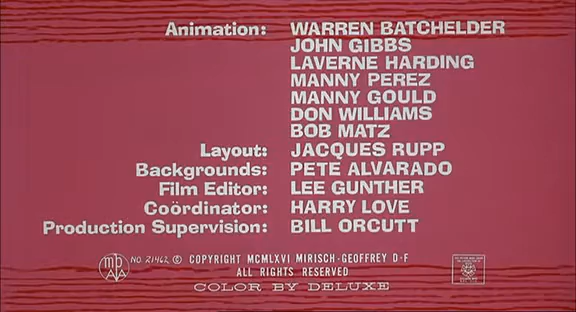 Animation: WARREN BATCHELDER
JOHN GIBBS
LAVERNE HARDING
MANNY PEREZ
MANNY GOULD
DON WILLIAMS
BOB MATZ
Layout: JACQUES RUPP
Backgrounds: PETE ALVARADO
Film Editor: LEE GUNTHER
Coördinator: HARRY LOVE
Production Supervision: BILL ORCUTT
NO. 21462 © COPYRIGHT MCMLXVI MIRISCH-GEOFFREY D-F
ALL RIGHTS RESERVED
COLOR BY DELUXE